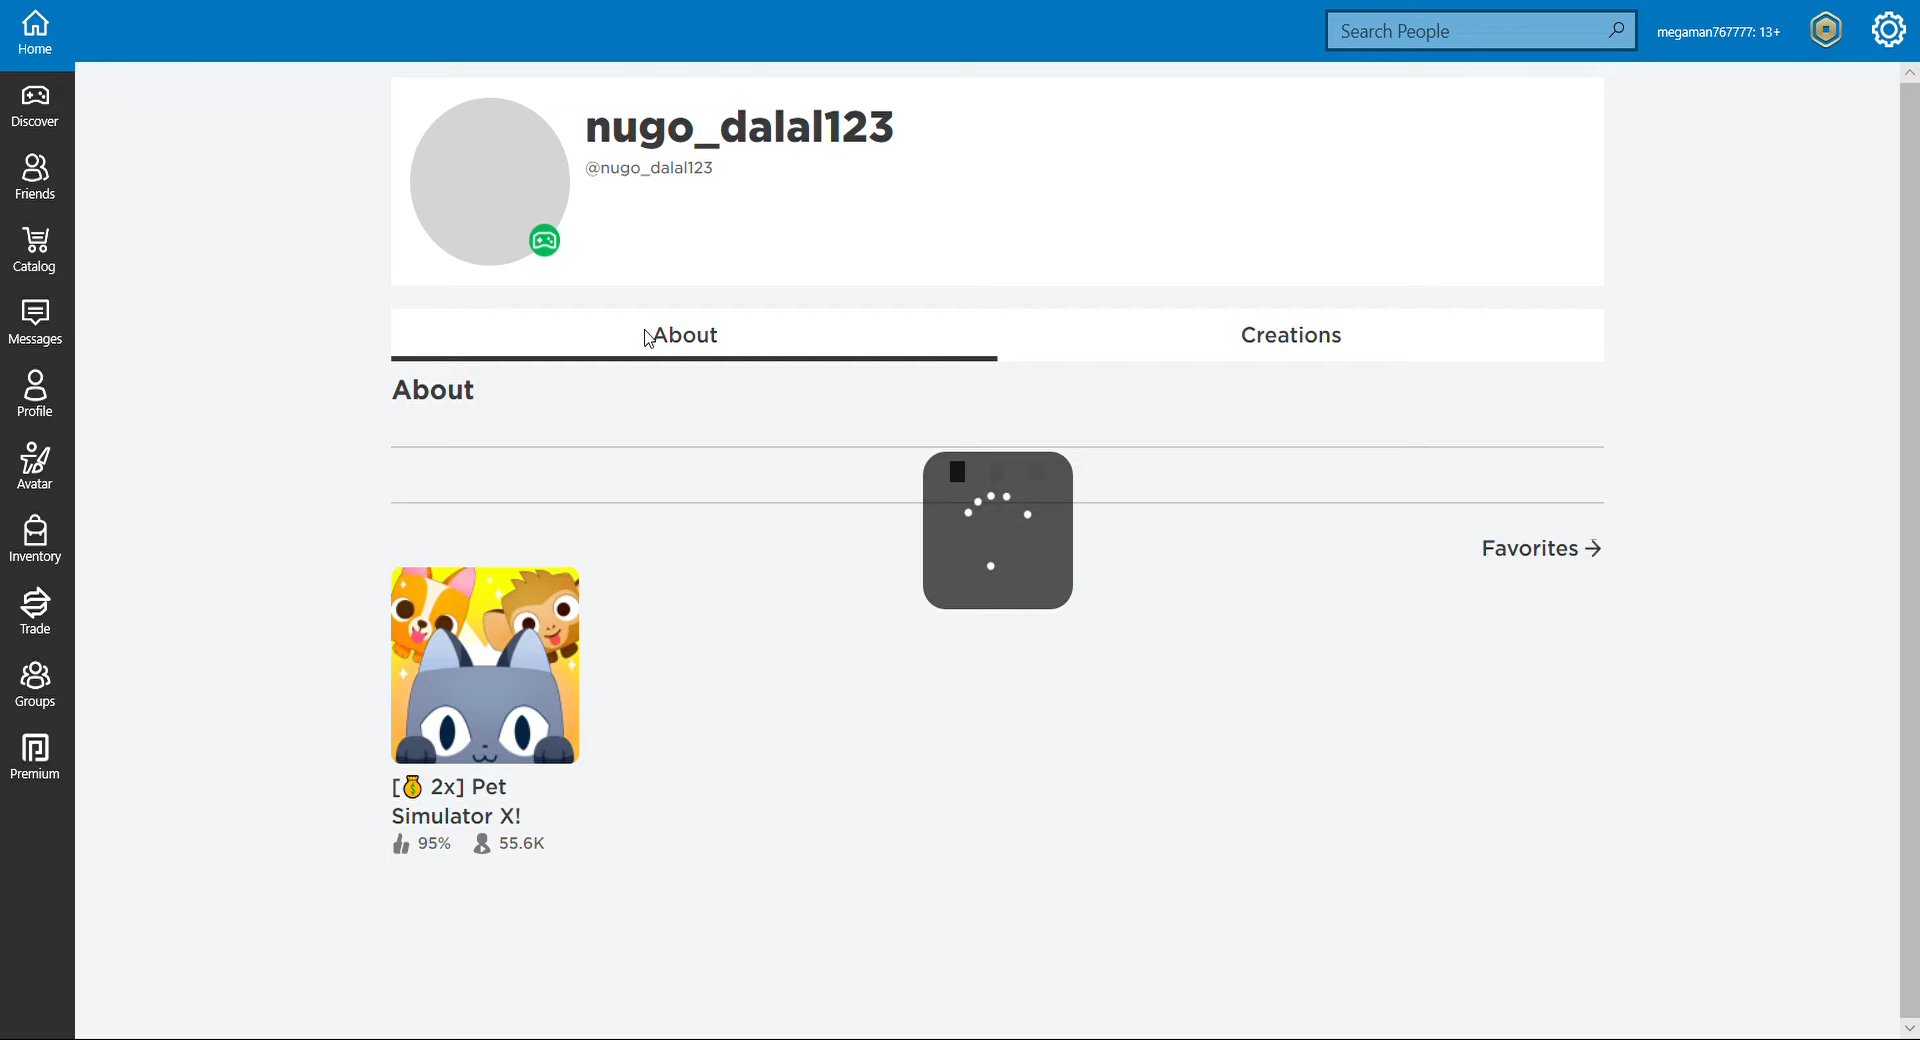 Home
Search People
megaman767777: 13+
Discover
Friends
Catalog
Messages
Profile
Avatar
Inventory
Trade
Groups
Premium
nugo_dalal123
@nugo_dalal123
About
Creations
About
Favorites →
[💰 2x] Pet
Simulator X!
95% 55.6K